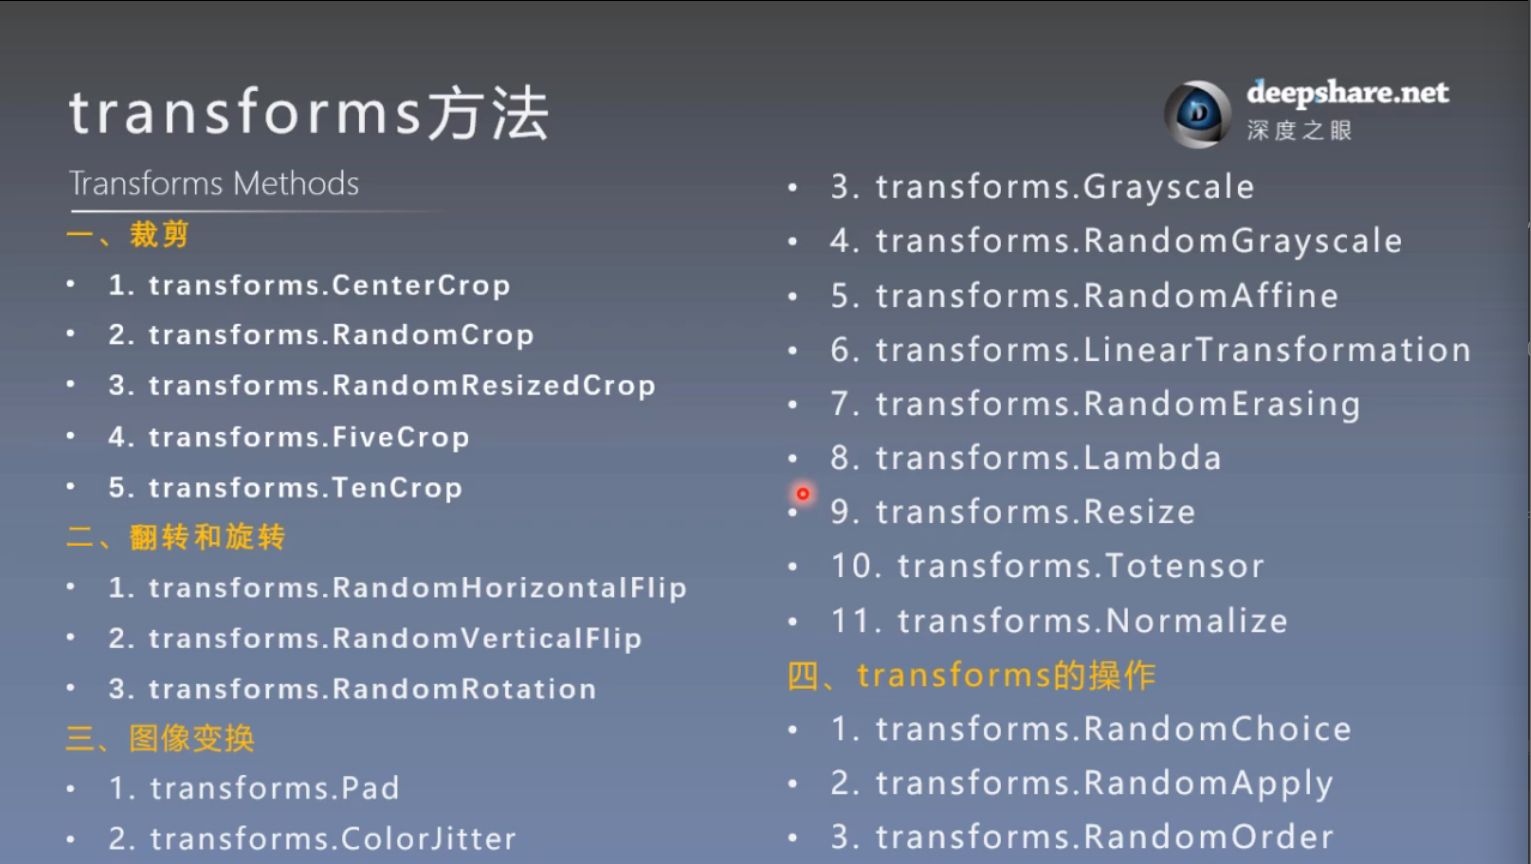 transforms方法
deepshare.net
深度之眼
Transforms Methods
一、裁剪
• 1. transforms.CenterCrop
• 2. transforms.RandomCrop
• 3. transforms.RandomResizedCrop
• 4. transforms.FiveCrop
• 5. transforms.TenCrop
二、翻转和旋转
• 1. transforms.RandomHorizontalFlip
• 2. transforms.RandomVerticalFlip
• 3. transforms.RandomRotation
三、图像变换
• 1. transforms.Pad
• 2. transforms.ColorJitter
• 3. transforms.Grayscale
• 4. transforms.RandomGrayscale
• 5. transforms.RandomAffine
• 6. transforms.LinearTransformation
• 7. transforms.RandomErasing
• 8. transforms.Lambda
• 9. transforms.Resize
• 10. transforms.Totensor
• 11. transforms.Normalize
四、transforms的操作
• 1. transforms.RandomChoice
• 2. transforms.RandomApply
• 3. transforms.RandomOrder